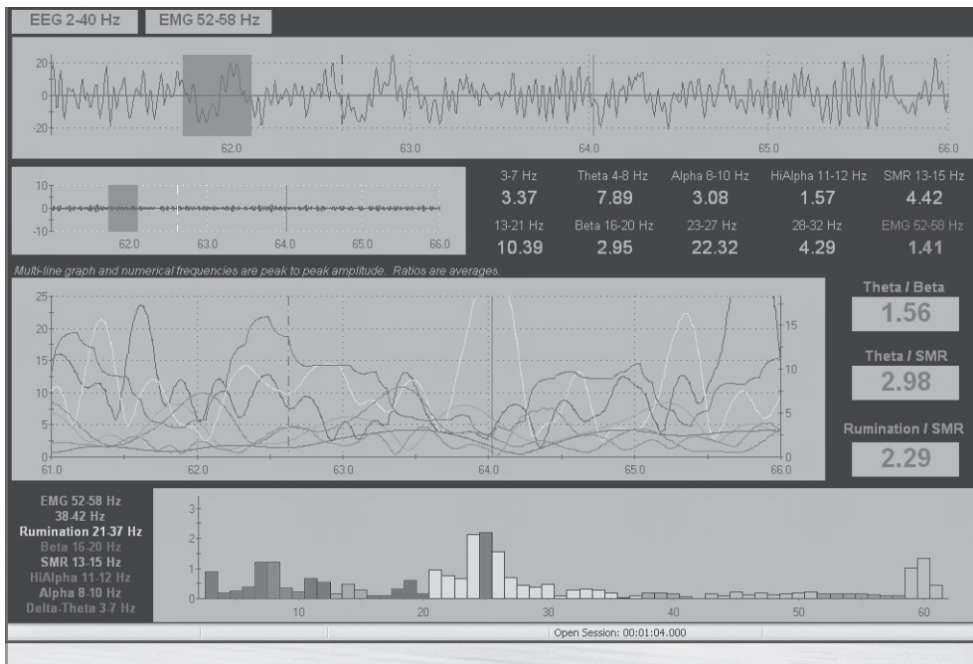 EEG 2-40 Hz EMG 52-58 Hz
20
0
-20
62.0 63.0 64.0 65.0 66.0
10
0
-10
62.0 63.0 64.0 65.0 66.0
3-7 Hz Theta 4-8 Hz Alpha 8-10 Hz HiAlpha 11-12 Hz SMR 13-15 Hz
3.37 7.89 3.08 1.57 4.42
13-21 Hz Beta 16-20 Hz 23-27 Hz 28-32 Hz EMG 52-58 Hz
10.39 2.95 22.32 4.29 1.41
Multi-line graph and numerical frequencies are peak to peak amplitude. Ratios are averages.
25
20
15
10
5
0
15
10
5
0
61.0 62.0 63.0 64.0 65.0 66.0
Theta / Beta
1.56
Theta / SMR
2.98
Rumination / SMR
2.29
EMG 52-58 Hz
38-42 Hz
Rumination 21-37 Hz
Beta 16-20 Hz
SMR 13-15 Hz
HiAlpha 11-12 Hz
Alpha 8-10 Hz
Delta-Theta 3-7 Hz
3
2
1
0
10 20 30 40 50 60
Open Session: 00:01:04.000